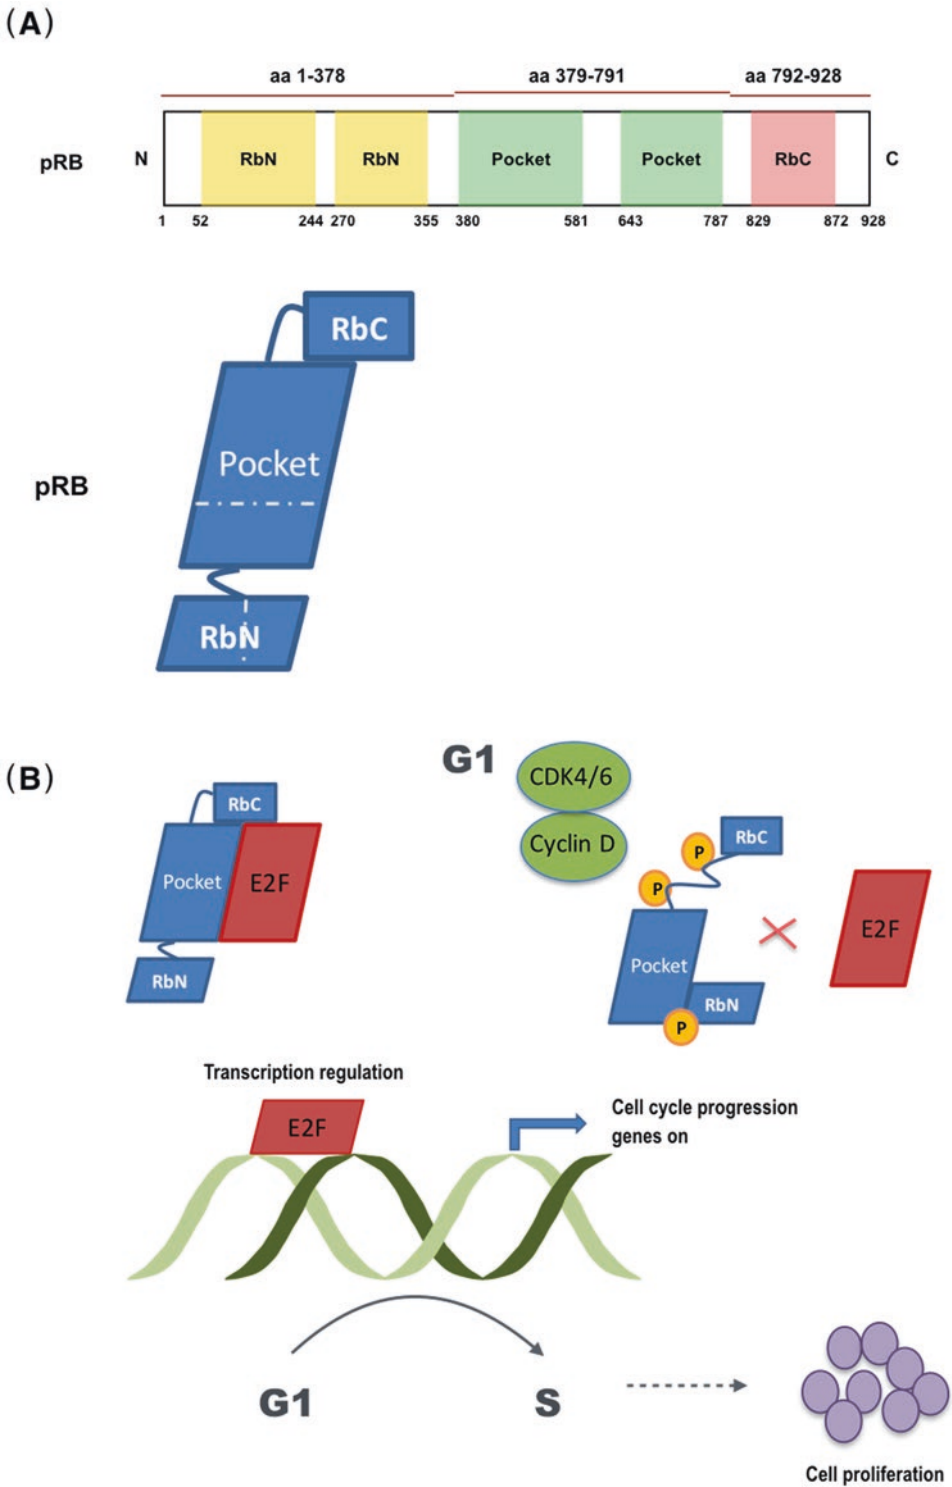 (A)
aa 1-378 aa 379-791 aa 792-928
pRB N RbN RbN Pocket Pocket RbC C
1 52 244 270 355 380 581 643 787 829 872 928
RbC
Pocket
pRB
RbN
(B)
G1
CDK4/6
Cyclin D
RbC
Pocket E2F
RbN
P
RbC
P
E2F
Pocket
RbN
P
Transcription regulation
E2F
Cell cycle progression
genes on
G1 S
Cell proliferation